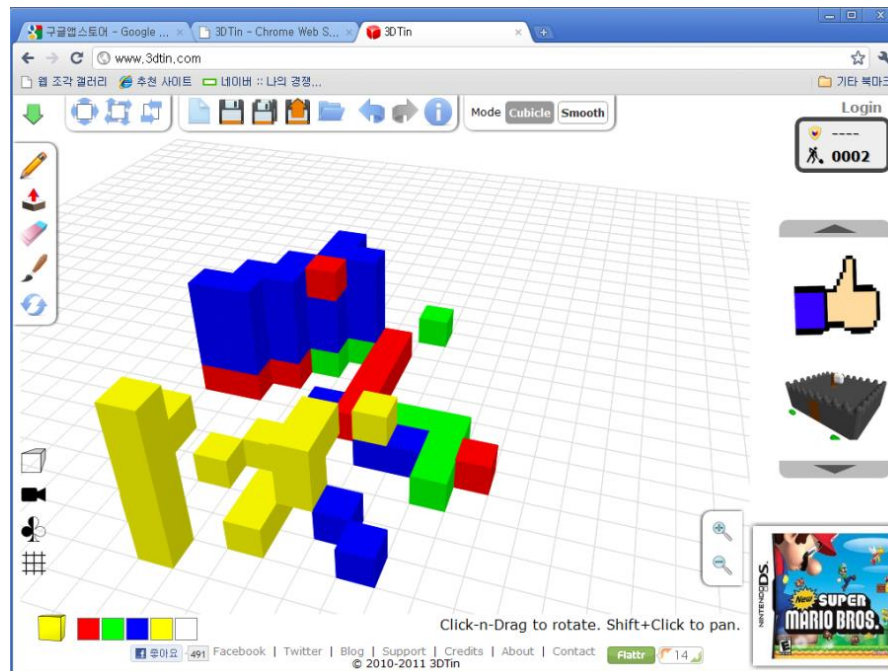 구글앱스토어 - Google ... 3DTin - Chrome Web S... 3DTin
www.3dtin.com
웹 조각 갤러리 추천 사이트 네이버 :: 나의 경쟁... 기타 북마크
Login
Mode Cubicle Smooth
----
0002
Click-n-Drag to rotate. Shift+Click to pan.
좋아요 491 Facebook | Twitter | Blog | Support | Credits | About | Contact Flattr 14
© 2010-2011 3DTin
NINTENDO DS.
New
SUPER
MARIO BROS.
E